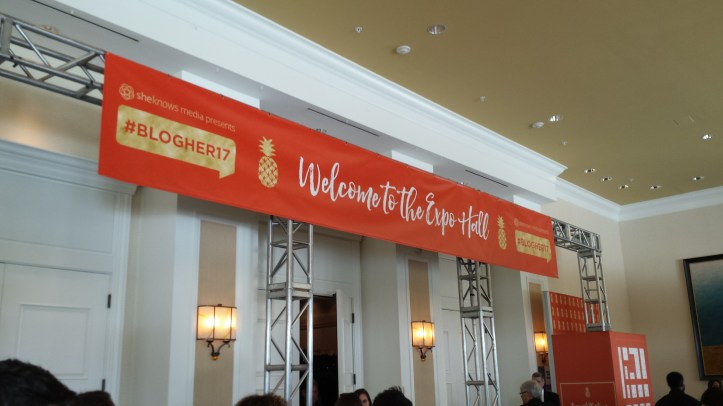 sheknows media presents
#BLOGHER17
Welcome to the Expo Hall
#BLOGHER17